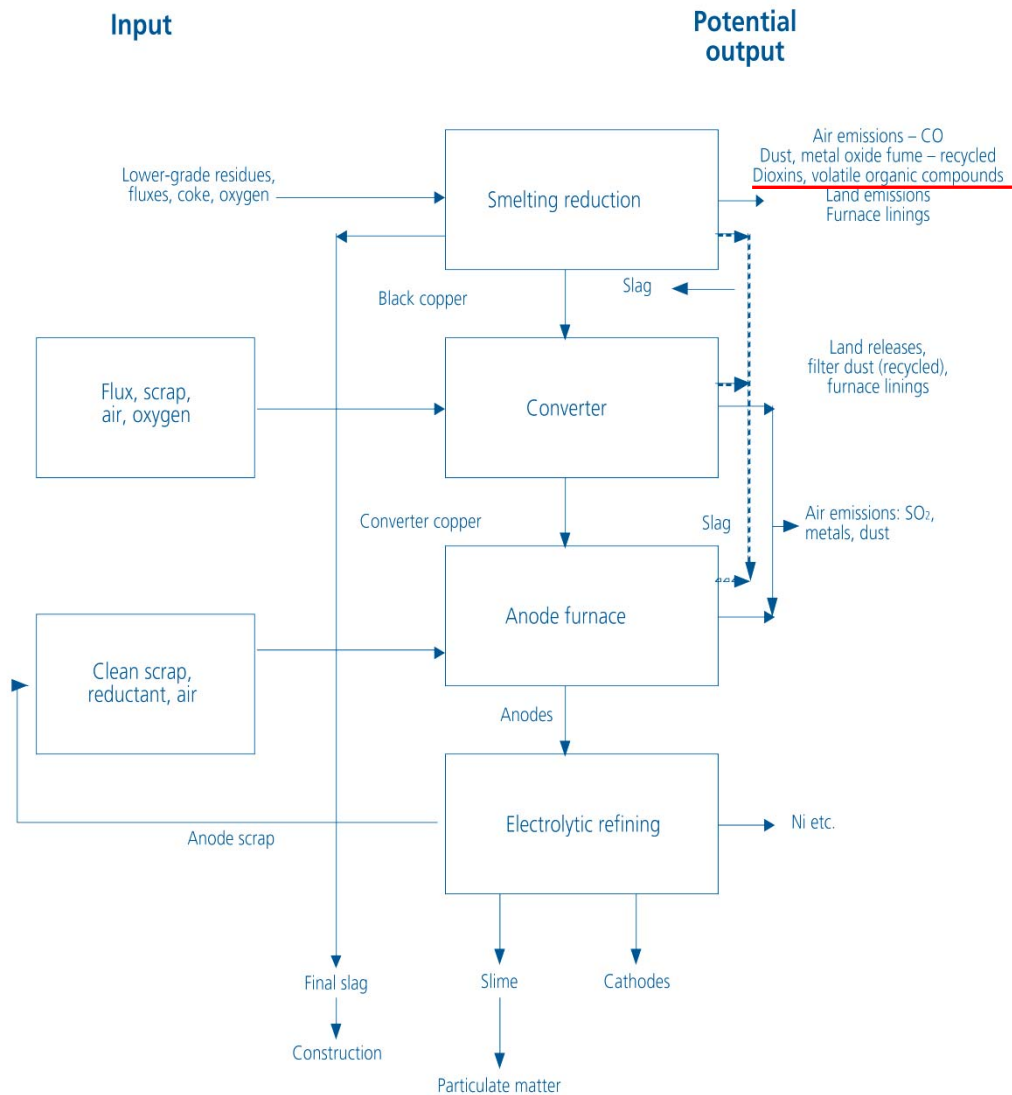 Input
Potential
output
Air emissions – CO
Dust, metal oxide fume – recycled
Dioxins, volatile organic compounds
Land emissions
Furnace linings
Lower-grade residues,
fluxes, coke, oxygen
Smelting reduction
Black copper
Slag
Flux, scrap,
air, oxygen
Converter
Land releases,
filter dust (recycled),
furnace linings
Converter copper
Slag
Air emissions: SO₂,
metals, dust
Clean scrap,
reductant, air
Anode furnace
Anodes
Anode scrap
Electrolytic refining
Ni etc.
Final slag
Slime
Cathodes
Construction
Particulate matter